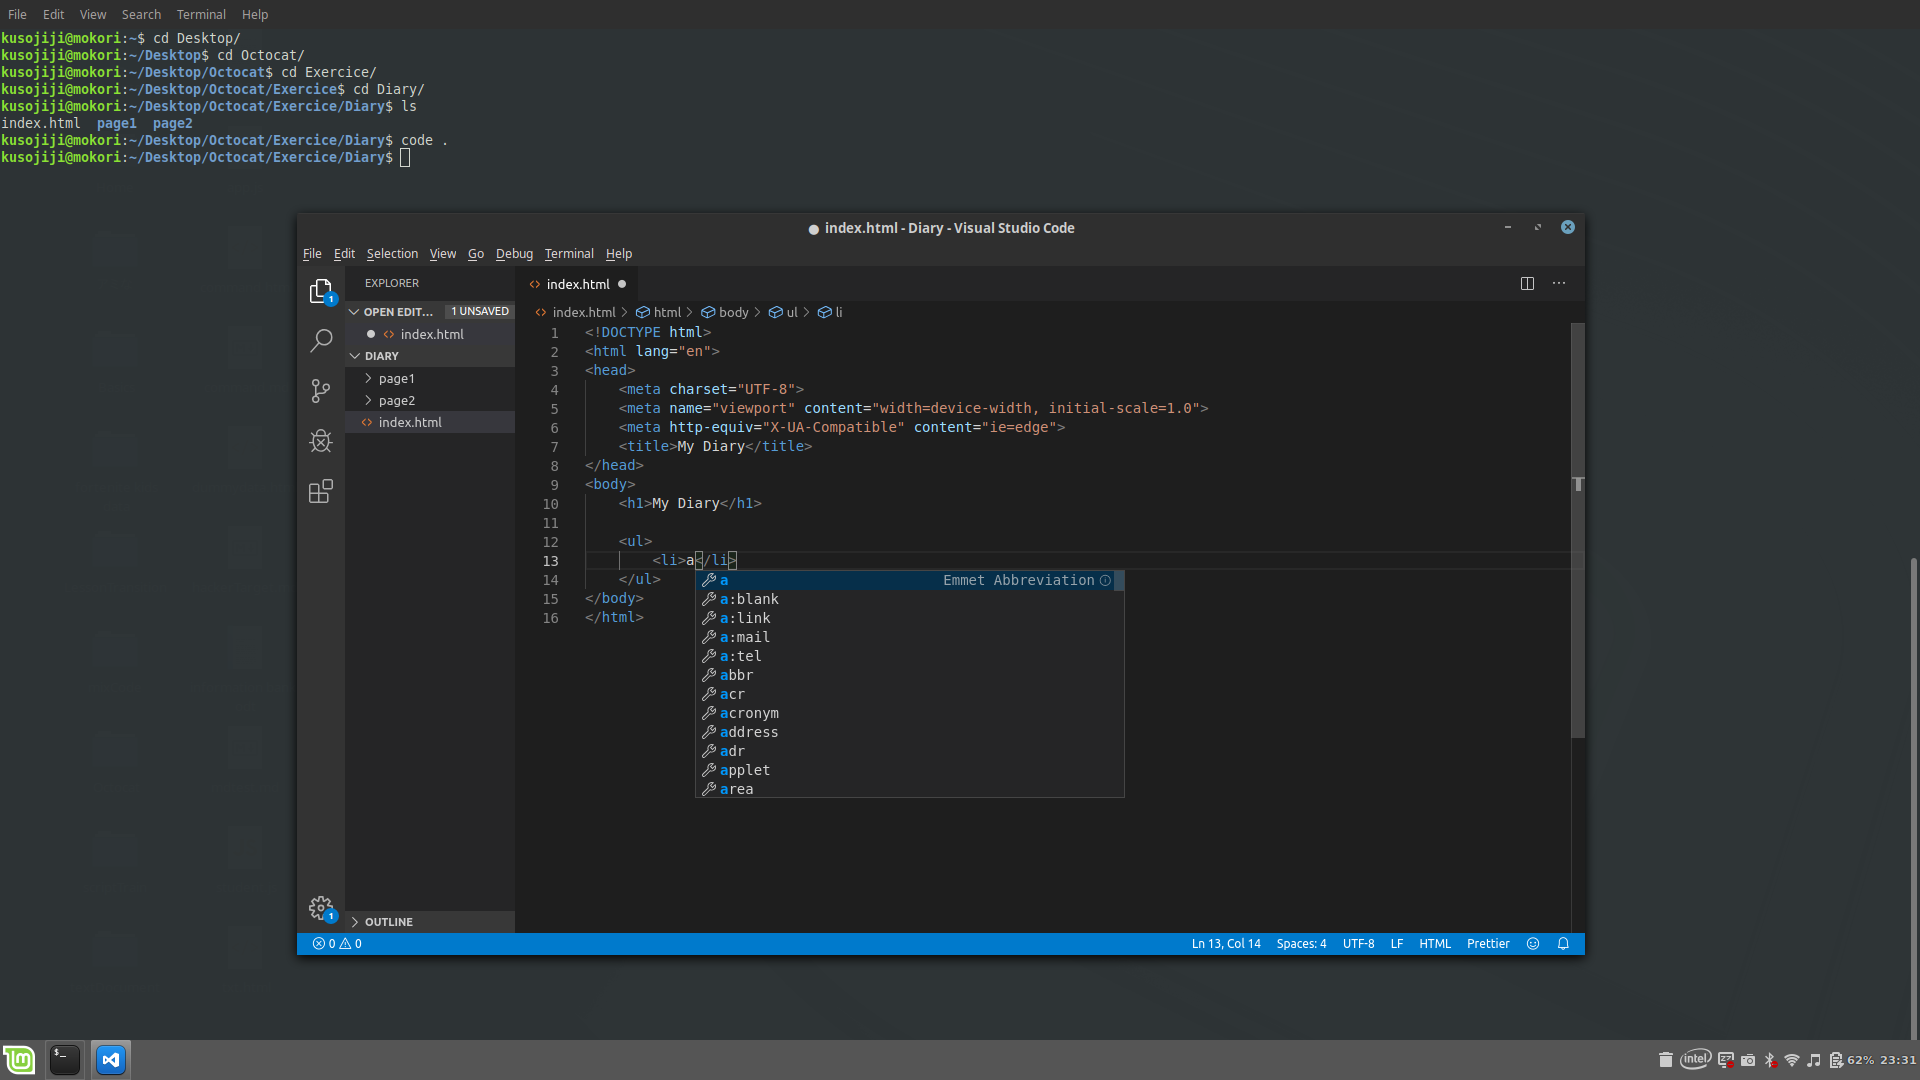 File Edit View Search Terminal Help
kusojiji@mokori:~$ cd Desktop/
kusojiji@mokori:~/Desktop$ cd Octocat/
kusojiji@mokori:~/Desktop/Octocat$ cd Exercice/
kusojiji@mokori:~/Desktop/Octocat/Exercice$ cd Diary/
kusojiji@mokori:~/Desktop/Octocat/Exercice/Diary$ ls
index.html page1 page2
kusojiji@mokori:~/Desktop/Octocat/Exercice/Diary$ code .
kusojiji@mokori:~/Desktop/Octocat/Exercice/Diary$
● index.html - Diary - Visual Studio Code
File Edit Selection View Go Debug Terminal Help
1
EXPLORER
OPEN EDIT... 1 UNSAVED
index.html
DIARY
page1
page2
index.html
OUTLINE
1
index.html
index.html > html > body > ul > li
1 <!DOCTYPE html>
2 <html lang="en">
3 <head>
4 <meta charset="UTF-8">
5 <meta name="viewport" content="width=device-width, initial-scale=1.0">
6 <meta http-equiv="X-UA-Compatible" content="ie=edge">
7 <title>My Diary</title>
8 </head>
9 <body>
10 <h1>My Diary</h1>
11
12 <ul>
13 <li>a</li>
14 </ul>
15 </body>
16 </html>
a Emmet Abbreviation
a:blank
a:link
a:mail
a:tel
abbr
acr
acronym
address
adr
applet
area
0 0
Ln 13, Col 14 Spaces: 4 UTF-8 LF HTML Prettier
$_ intel 62% 23:31